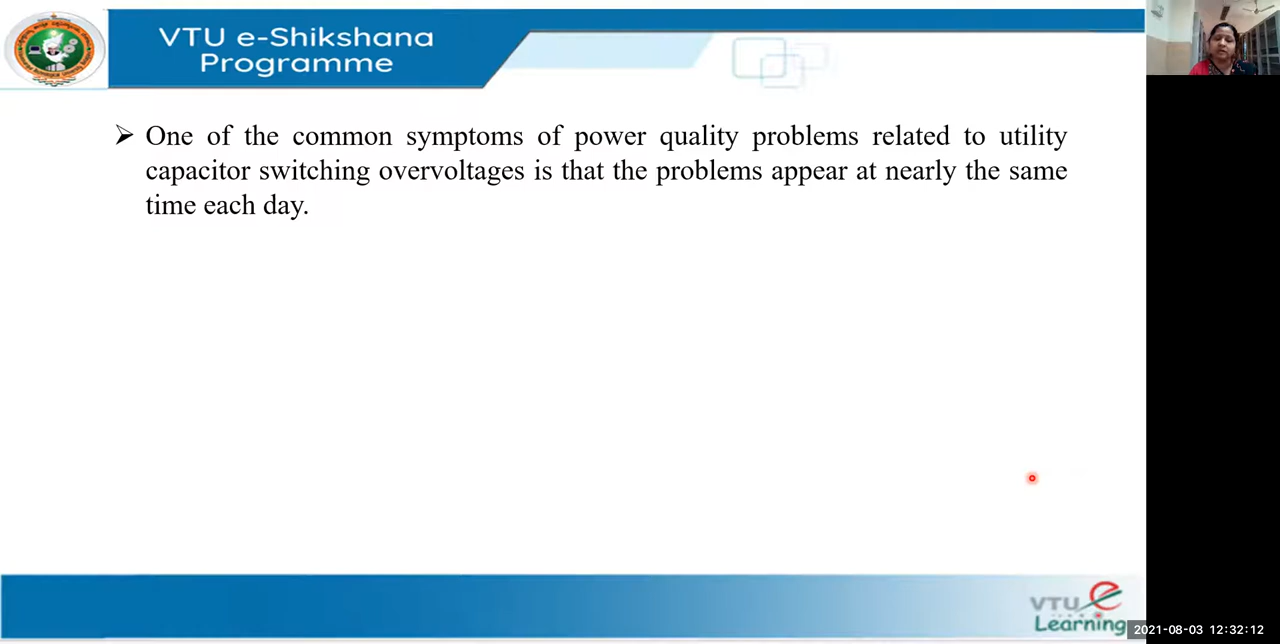 VTU e-Shikshana
Programme
➢ One of the common symptoms of power quality problems related to utility
capacitor switching overvoltages is that the problems appear at nearly the same
time each day.
VTU e
Learning
2021-08-03 12:32:12